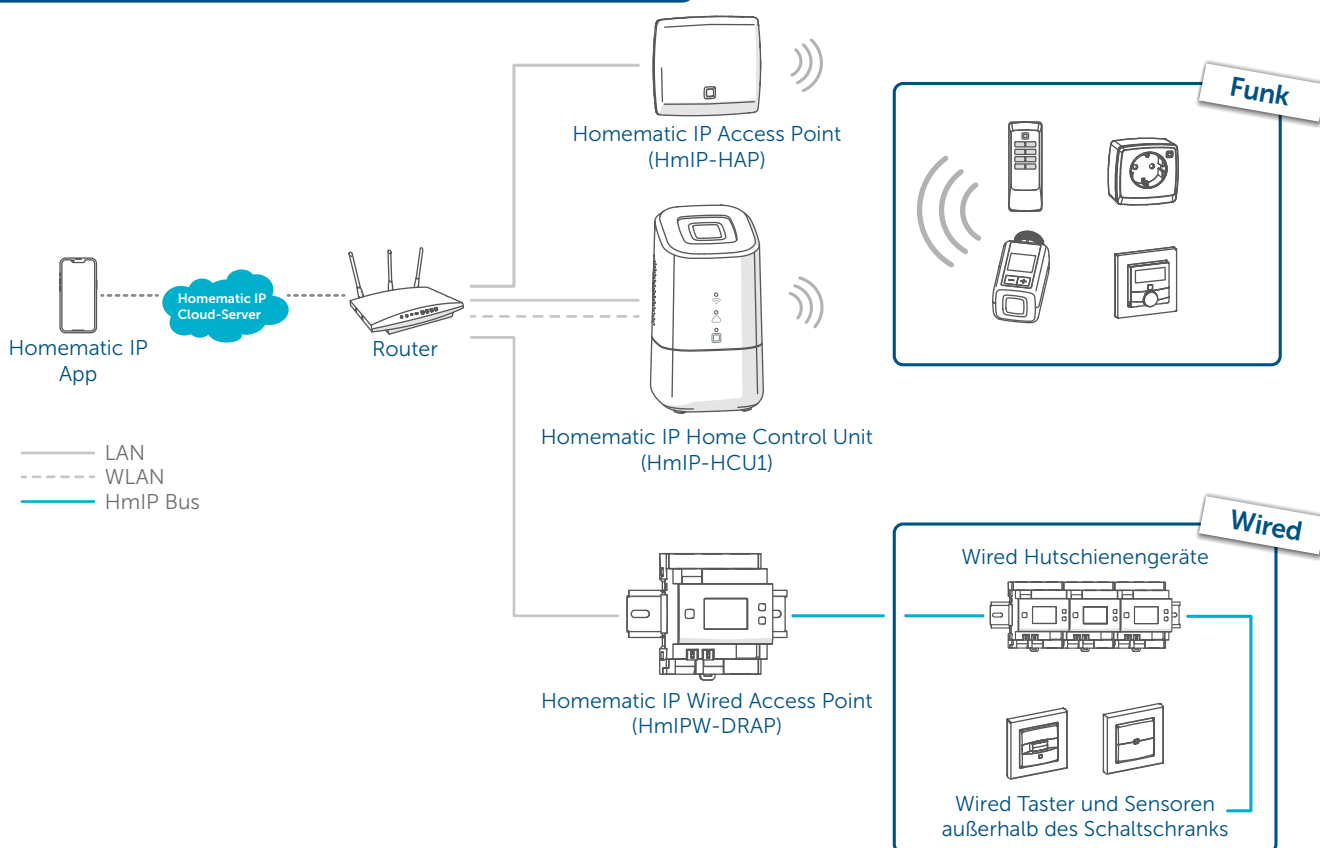 Homematic IP Access Point
(HmIP-HAP)
Funk
Homematic IP
Cloud-Server
Homematic IP
App
Router
Homematic IP Home Control Unit
(HmIP-HCU1)
LAN
WLAN
HmIP Bus
Wired
Wired Hutschienengeräte
Homematic IP Wired Access Point
(HmIPW-DRAP)
Wired Taster und Sensoren
außerhalb des Schaltschranks